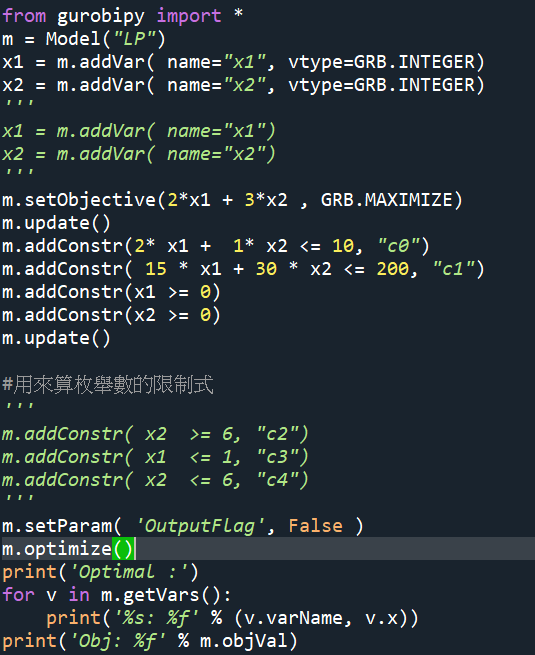 from gurobipy import *
m = Model("LP")
x1 = m.addVar( name="x1", vtype=GRB.INTEGER)
x2 = m.addVar( name="x2", vtype=GRB.INTEGER)
'''
x1 = m.addVar( name="x1")
x2 = m.addVar( name="x2")
'''
m.setObjective(2*x1 + 3*x2 , GRB.MAXIMIZE)
m.update()
m.addConstr(2* x1 +  1* x2 <= 10, "c0")
m.addConstr( 15 * x1 + 30 * x2 <= 200, "c1")
m.addConstr(x1 >= 0)
m.addConstr(x2 >= 0)
m.update()

#用來算枚舉數的限制式
'''
m.addConstr( x2  >= 6, "c2")
m.addConstr( x1  <= 1, "c3")
m.addConstr( x2  <= 6, "c4")
'''
m.setParam( 'OutputFlag', False )
m.optimize()
print('Optimal :')
for v in m.getVars():
    print('%s: %f' % (v.varName, v.x))
print('Obj: %f' % m.objVal)